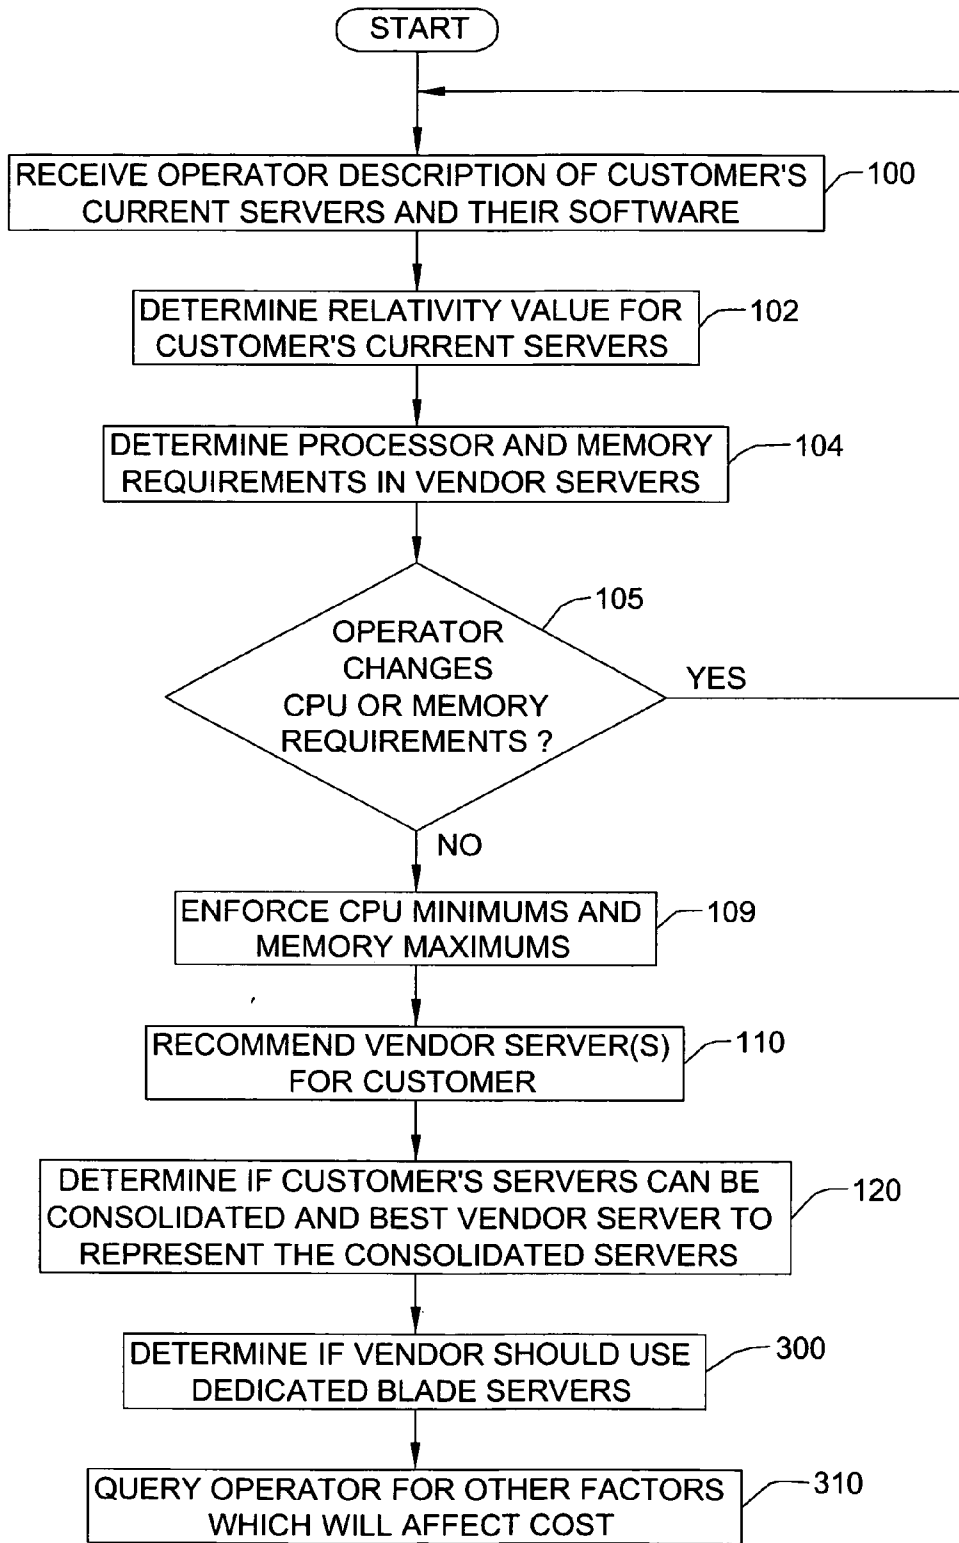 START
RECEIVE OPERATOR DESCRIPTION OF CUSTOMER'S
CURRENT SERVERS AND THEIR SOFTWARE
100
DETERMINE RELATIVITY VALUE FOR
CUSTOMER'S CURRENT SERVERS
102
DETERMINE PROCESSOR AND MEMORY
REQUIREMENTS IN VENDOR SERVERS
104
105
OPERATOR
CHANGES
CPU OR MEMORY
REQUIREMENTS ?
YES
NO
ENFORCE CPU MINIMUMS AND
MEMORY MAXIMUMS
109
RECOMMEND VENDOR SERVER(S)
FOR CUSTOMER
110
DETERMINE IF CUSTOMER'S SERVERS CAN BE
CONSOLIDATED AND BEST VENDOR SERVER TO
REPRESENT THE CONSOLIDATED SERVERS
120
DETERMINE IF VENDOR SHOULD USE
DEDICATED BLADE SERVERS
300
QUERY OPERATOR FOR OTHER FACTORS
WHICH WILL AFFECT COST
310